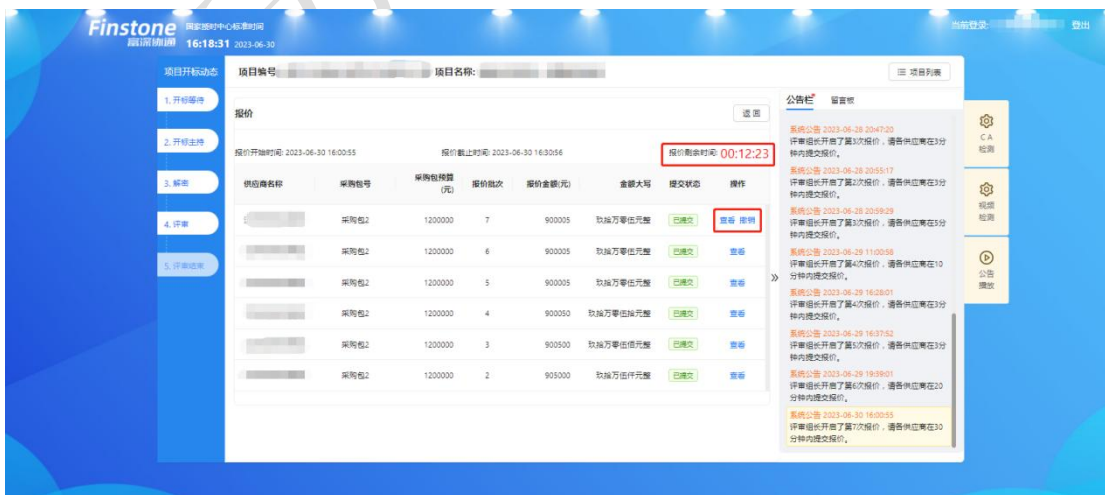 Finstone 国家授时中心标准时间
16:18:31 2023-06-30
当前登录: 登出
项目开标动态
项目编号: 项目名称:
项目列表
1. 开标等待
2. 开标主持
3. 解密
4. 评审
5. 评审结束
报价
返回
报价开始时间: 2023-06-30 16:00:55 报价截止时间: 2023-06-30 16:30:56 报价剩余时间: 00:12:23
供应商名称 采购包号 采购包预算(元) 报价批次 报价金额(元) 金额大写 提交状态 操作
采购包2 1200000 7 900005 玖拾万零伍元整 已提交 查看 撤销
采购包2 1200000 6 900005 玖拾万零伍元整 已提交 查看
采购包2 1200000 5 900005 玖拾万零伍元整 已提交 查看
采购包2 1200000 4 900050 玖拾万零伍拾元整 已提交 查看
采购包2 1200000 3 900500 玖拾万零伍佰元整 已提交 查看
采购包2 1200000 2 905000 玖拾万伍仟元整 已提交 查看
公告栏 留言板
系统公告 2023-06-28 20:47:20
评审组长开启了第3次报价，请各供应商在3分
钟内提交报价。
系统公告 2023-06-28 20:55:17
评审组长开启了第2次报价，请各供应商在3分
钟内提交报价。
系统公告 2023-06-28 20:59:29
评审组长开启了第3次报价，请各供应商在5分
钟内提交报价。
系统公告 2023-06-29 11:00:58
评审组长开启了第4次报价，请各供应商在10
分钟内提交报价。
系统公告 2023-06-29 16:28:01
评审组长开启了第4次报价，请各供应商在3分
钟内提交报价。
系统公告 2023-06-29 16:37:52
评审组长开启了第5次报价，请各供应商在3分
钟内提交报价。
系统公告 2023-06-29 19:39:01
评审组长开启了第6次报价，请各供应商在20
分钟内提交报价。
系统公告 2023-06-30 16:00:55
评审组长开启了第7次报价，请各供应商在30
分钟内提交报价。
CA
检测
视频
检测
公告
播放